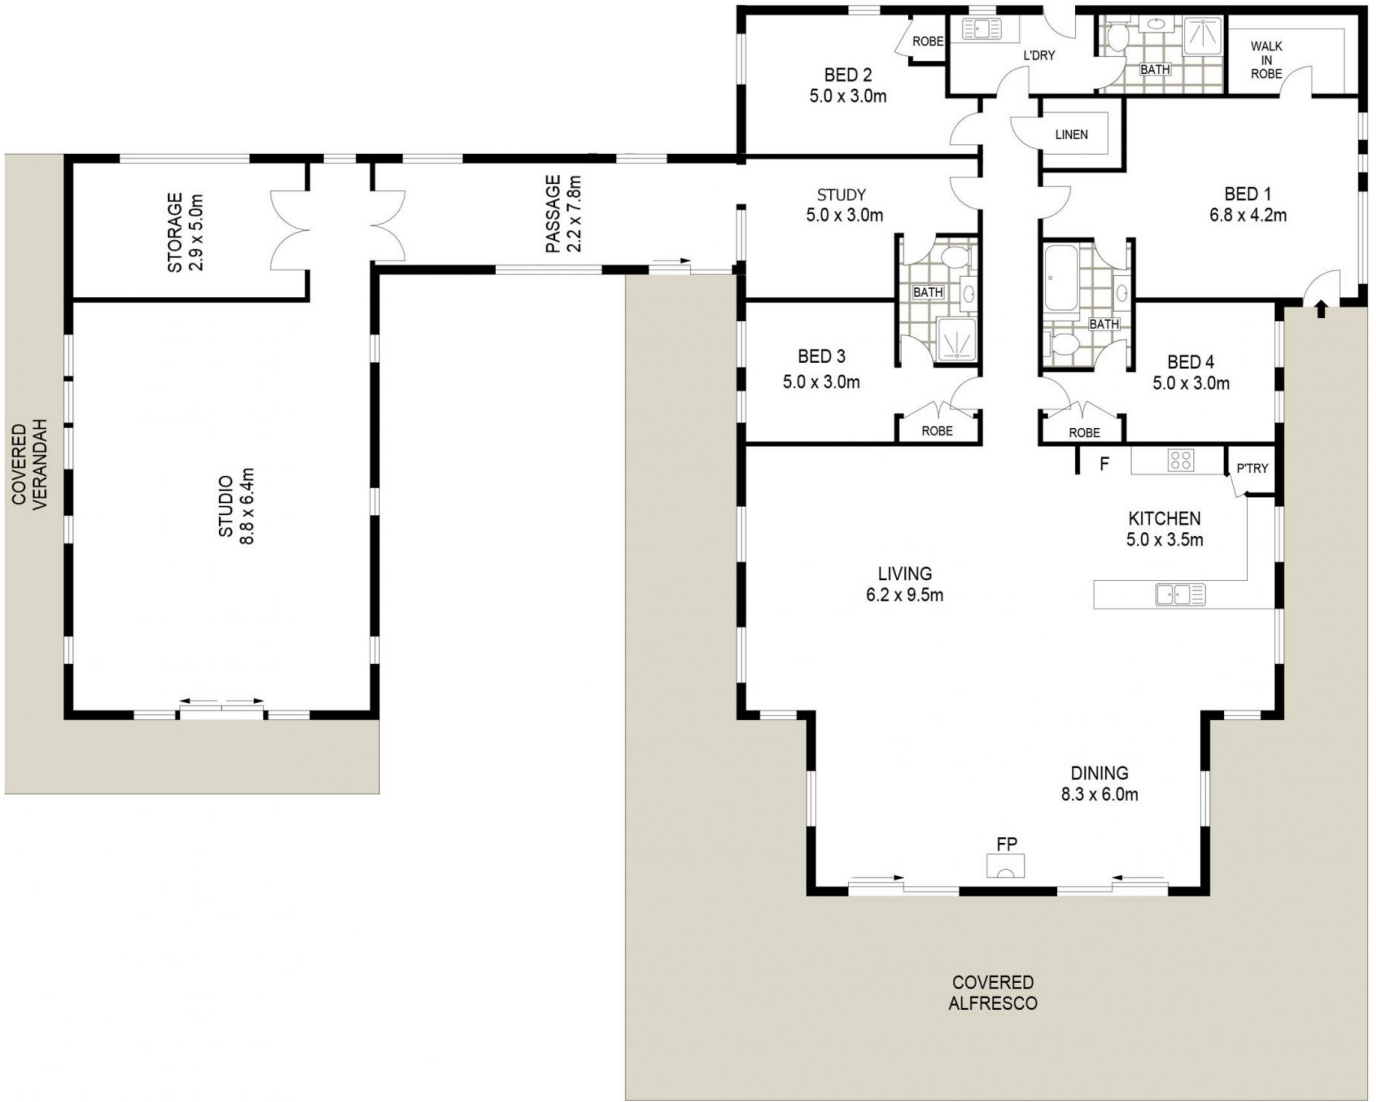 BED 2
5.0 x 3.0m
ROBE
L'DRY
BATH
WALK
IN
ROBE
LINEN
STORAGE
2.9 x 5.0m
PASSAGE
2.2 x 7.8m
STUDY
5.0 x 3.0m
BED 1
6.8 x 4.2m
BATH
BATH
BED 3
5.0 x 3.0m
BED 4
5.0 x 3.0m
ROBE
ROBE
COVERED
VERANDAH
STUDIO
8.8 x 6.4m
F
P'TRY
KITCHEN
5.0 x 3.5m
LIVING
6.2 x 9.5m
DINING
8.3 x 6.0m
FP
COVERED
ALFRESCO